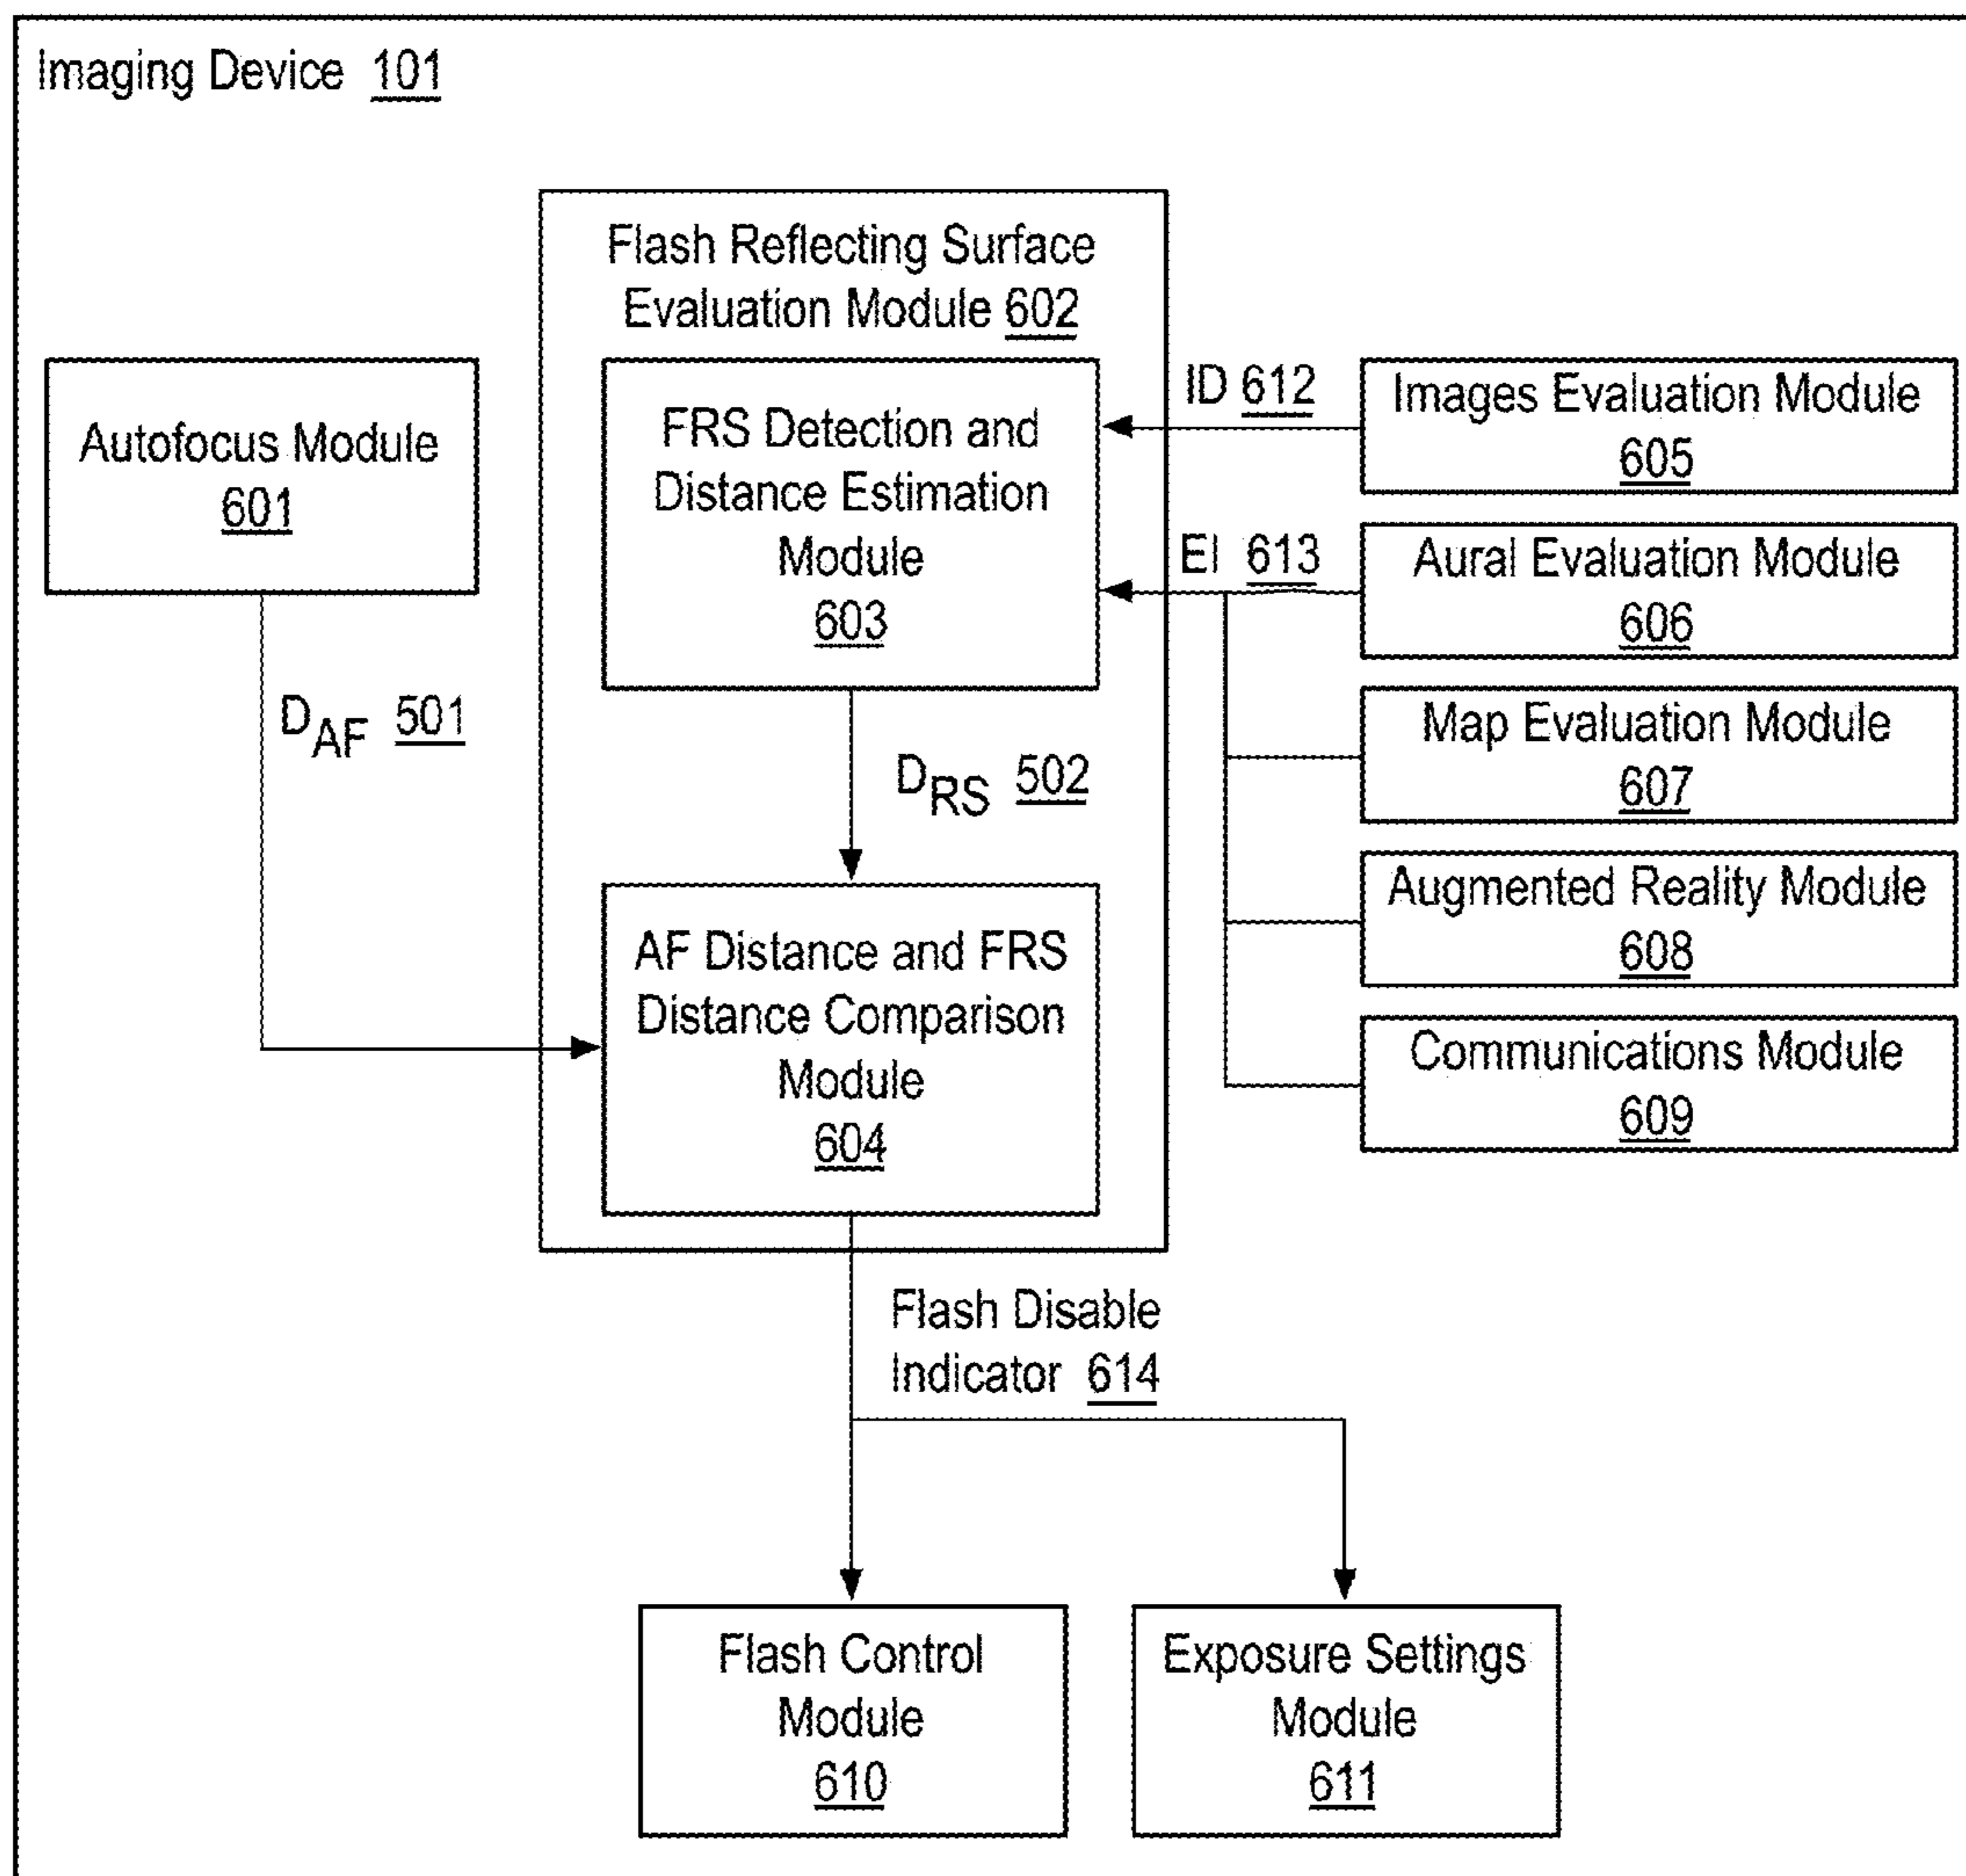 Imaging Device 101
Flash Reflecting Surface
Evaluation Module 602
Autofocus Module
601
FRS Detection and
Distance Estimation
Module
603
ID 612
Images Evaluation Module
605
EI 613
Aural Evaluation Module
606
Map Evaluation Module
607
Augmented Reality Module
608
Communications Module
609
DAF 501
DRS 502
AF Distance and FRS
Distance Comparison
Module
604
Flash Disable
Indicator 614
Flash Control
Module
610
Exposure Settings
Module
611